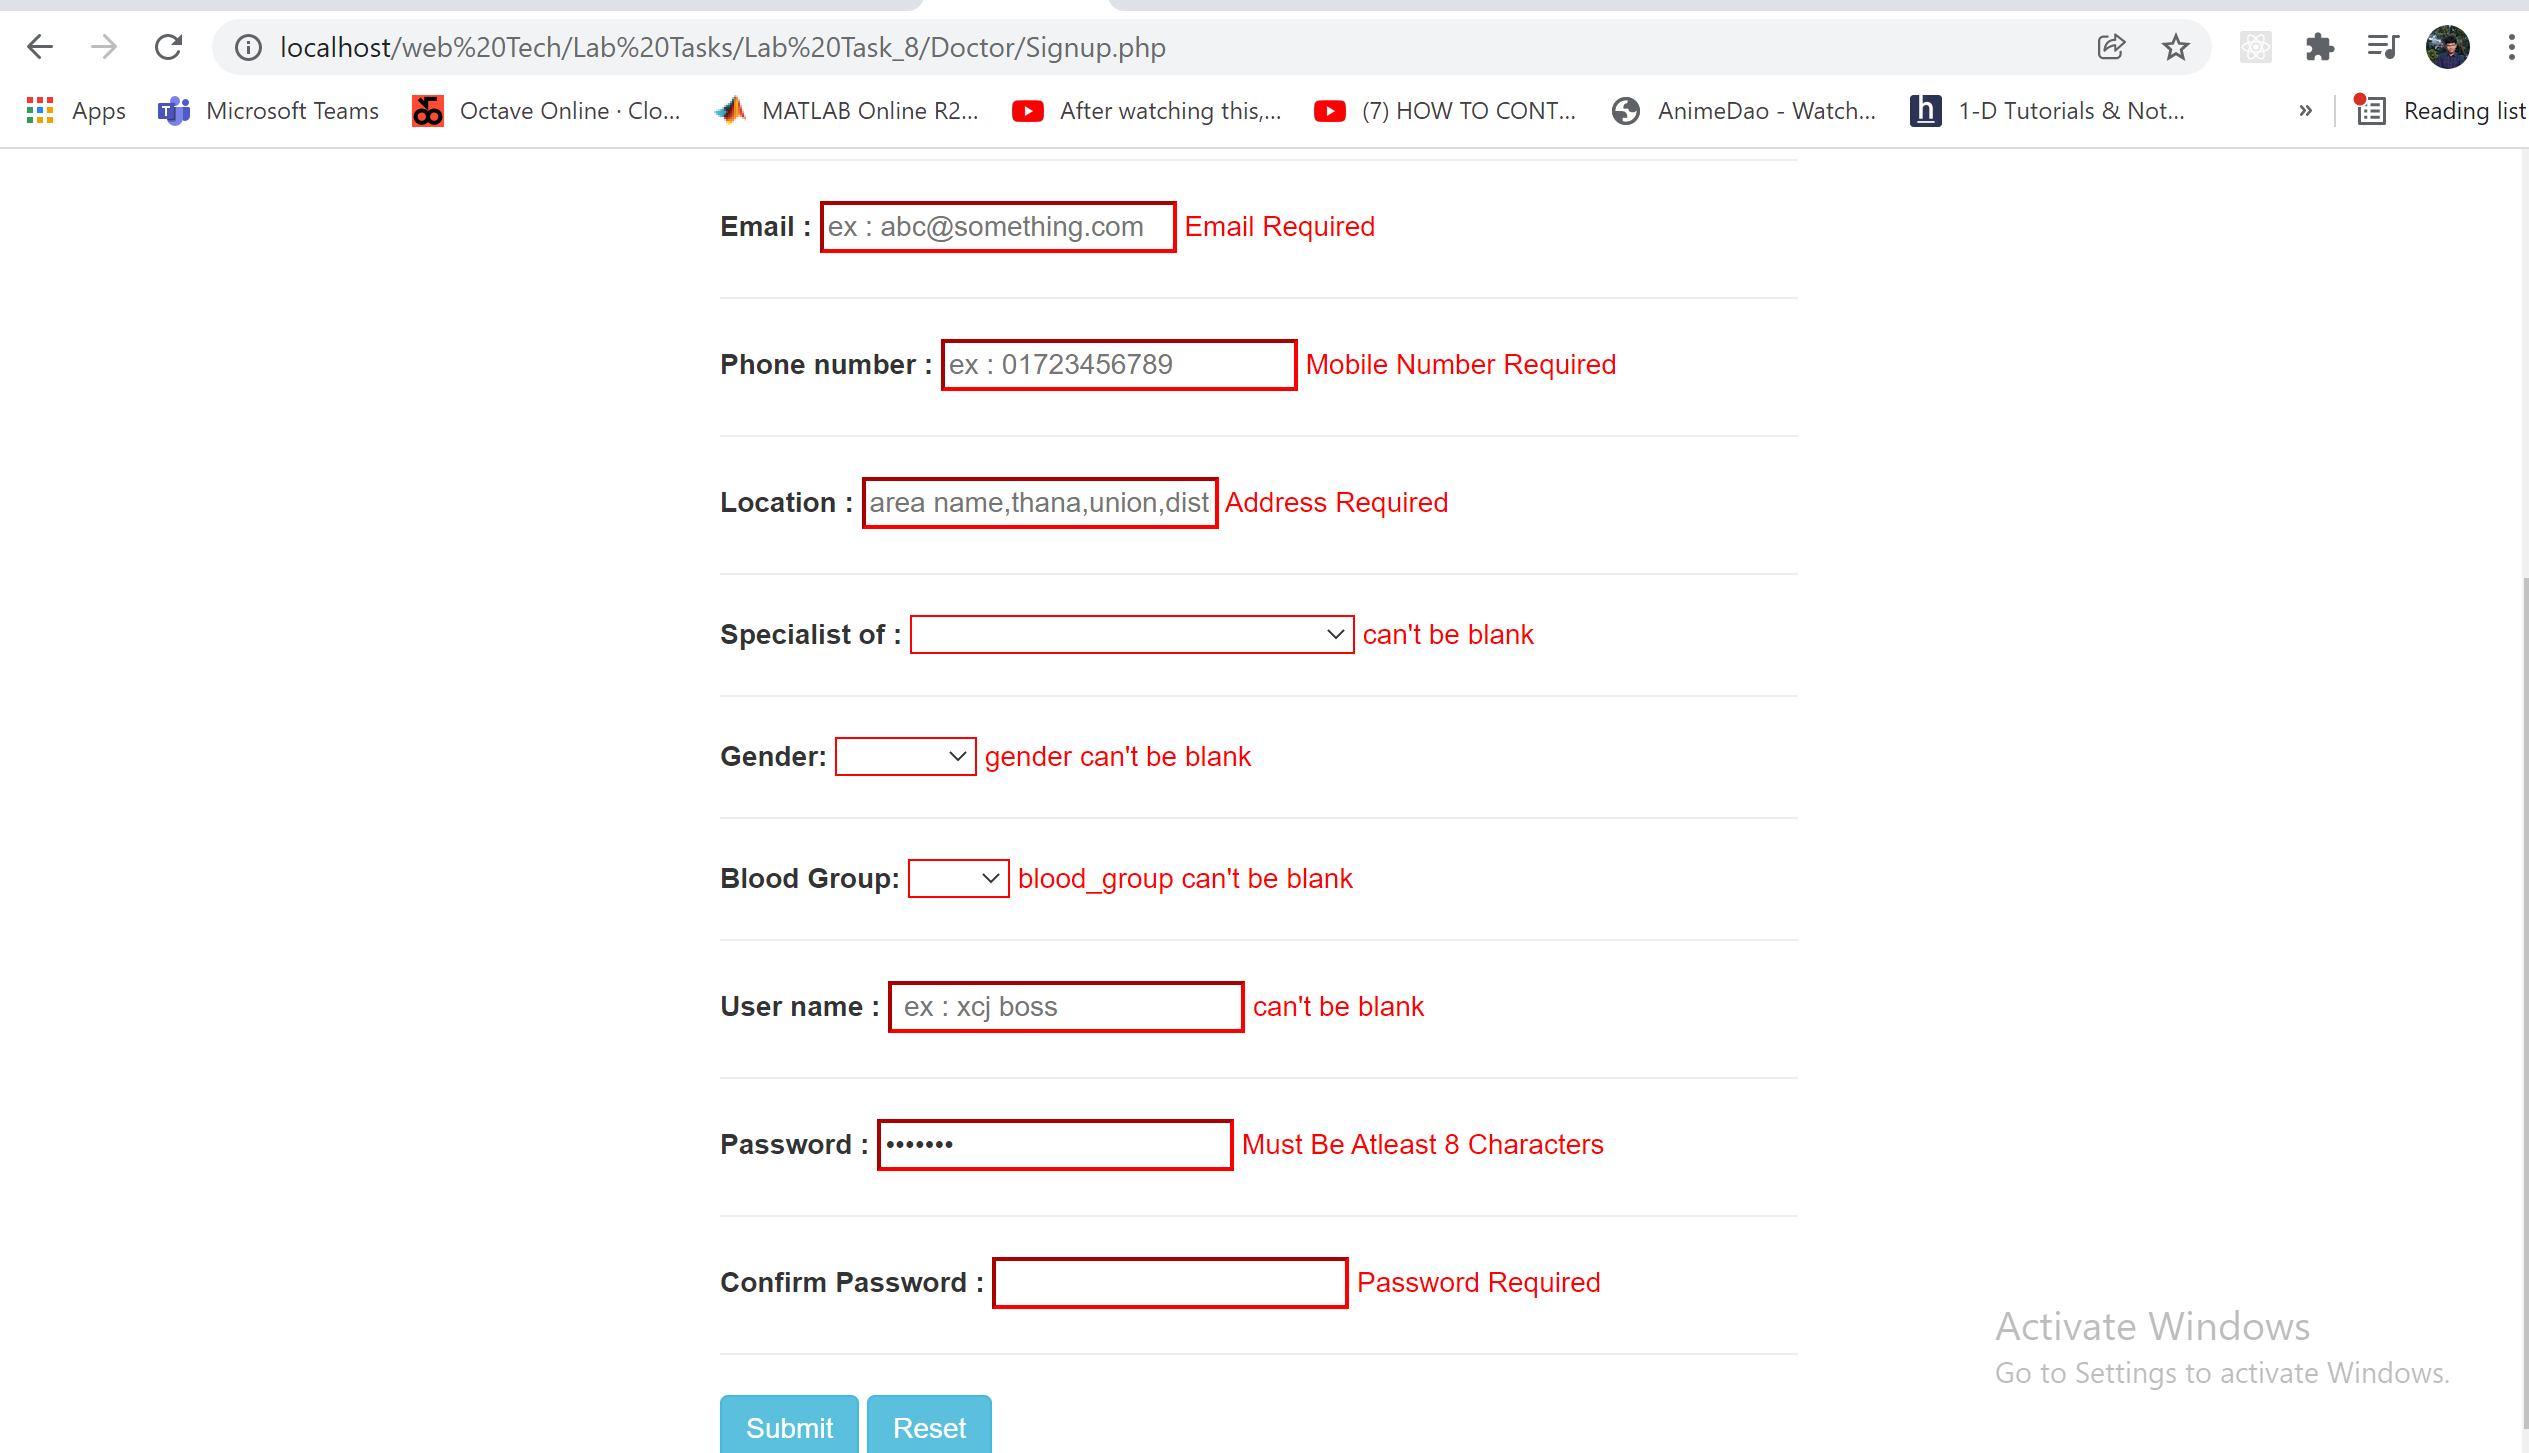 localhost/web%20Tech/Lab%20Tasks/Lab%20Task_8/Doctor/Signup.php
Apps Microsoft Teams Octave Online · Clo... MATLAB Online R2... After watching this,... (7) HOW TO CONT... AnimeDao - Watch... h 1-D Tutorials & Not... » Reading list
Email : ex : abc@something.com Email Required
Phone number : ex : 01723456789 Mobile Number Required
Location : area name,thana,union,dist Address Required
Specialist of : can't be blank
Gender: gender can't be blank
Blood Group: blood_group can't be blank
User name : ex : xcj boss can't be blank
Password : ••••••• Must Be Atleast 8 Characters
Confirm Password : Password Required
Activate Windows
Go to Settings to activate Windows.
Submit Reset